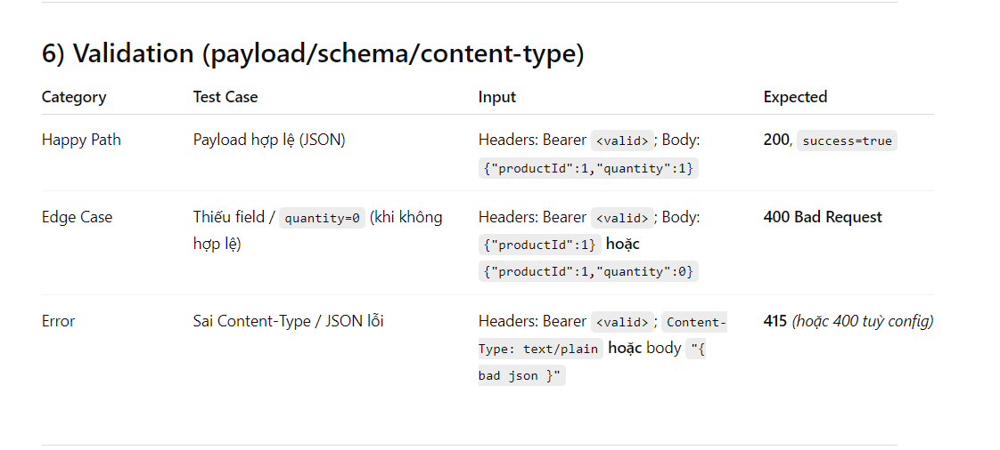 6) Validation (payload/schema/content-type)
Category Test Case Input Expected
Happy Path Payload hợp lệ (JSON) Headers: Bearer <valid>; Body: 200, success=true
{"productId":1,"quantity":1}
Edge Case Thiếu field / quantity=0 (khi không Headers: Bearer <valid>; Body: 400 Bad Request
hợp lệ) {"productId":1} hoặc
{"productId":1,"quantity":0}
Error Sai Content-Type / JSON lỗi Headers: Bearer <valid>; Content- 415 (hoặc 400 tuỳ config)
Type: text/plain hoặc body "{
bad json }"